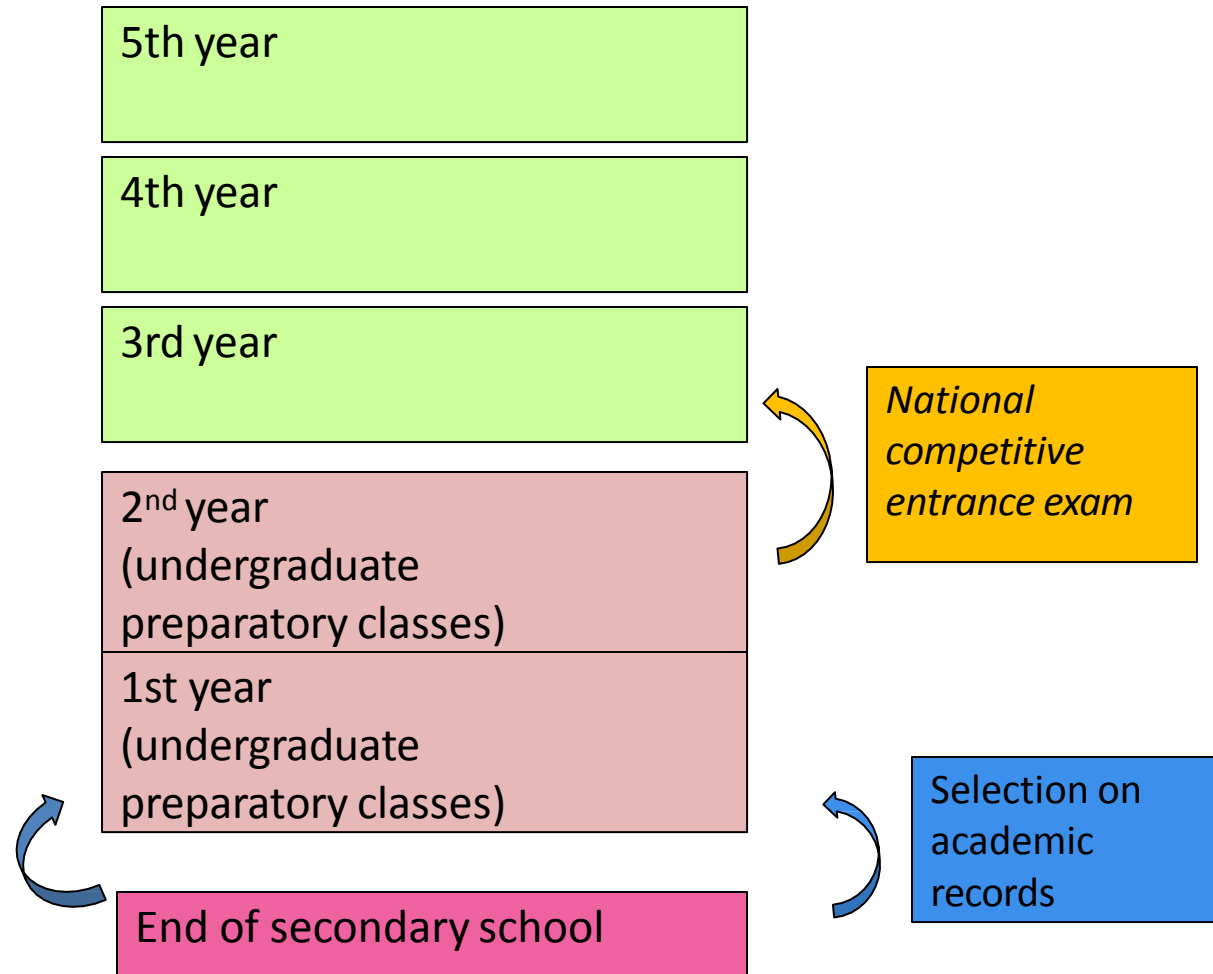 5th year
4th year
3rd year
National
competitive
entrance exam
2nd year
(undergraduate
preparatory classes)
1st year
(undergraduate
preparatory classes)
Selection on
academic
records
End of secondary school